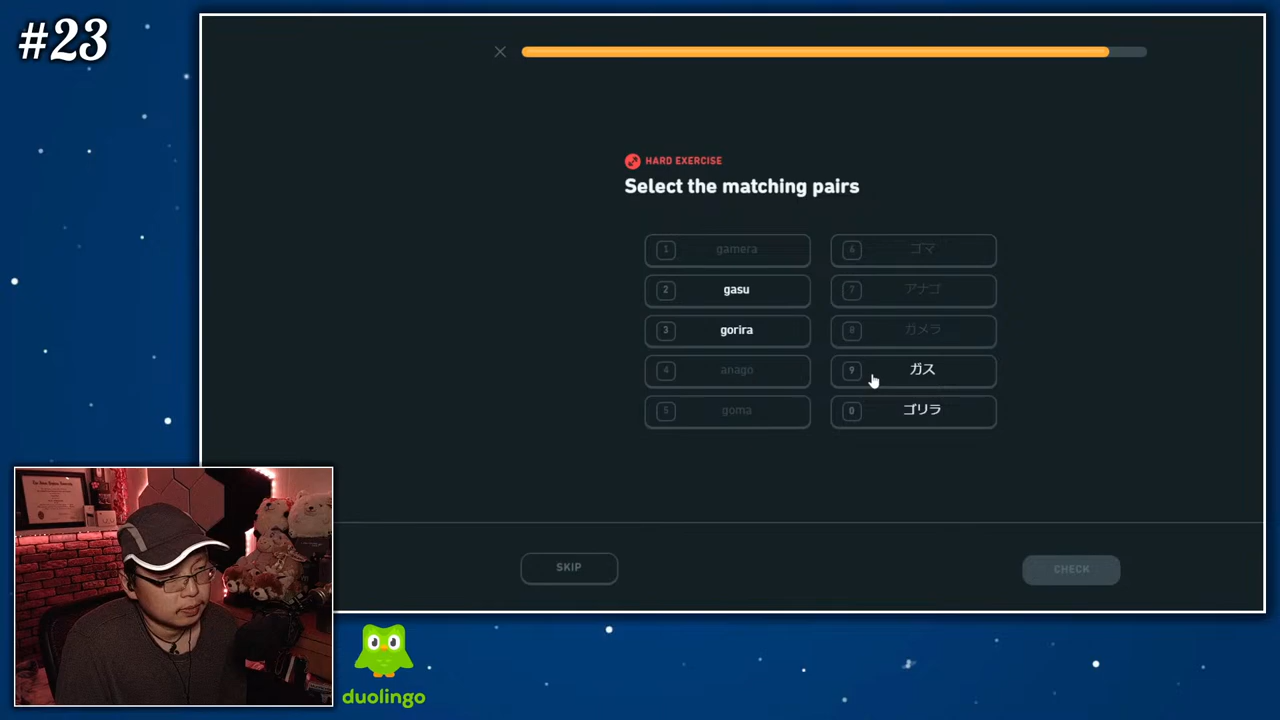 #23
HARD EXERCISE
Select the matching pairs
1 gamera 6 ゴマ
2 gasu 7 アナゴ
3 gorira 8 ガメラ
4 anago 9 ガス
5 goma 0 ゴリラ
SKIP
CHECK
duolingo